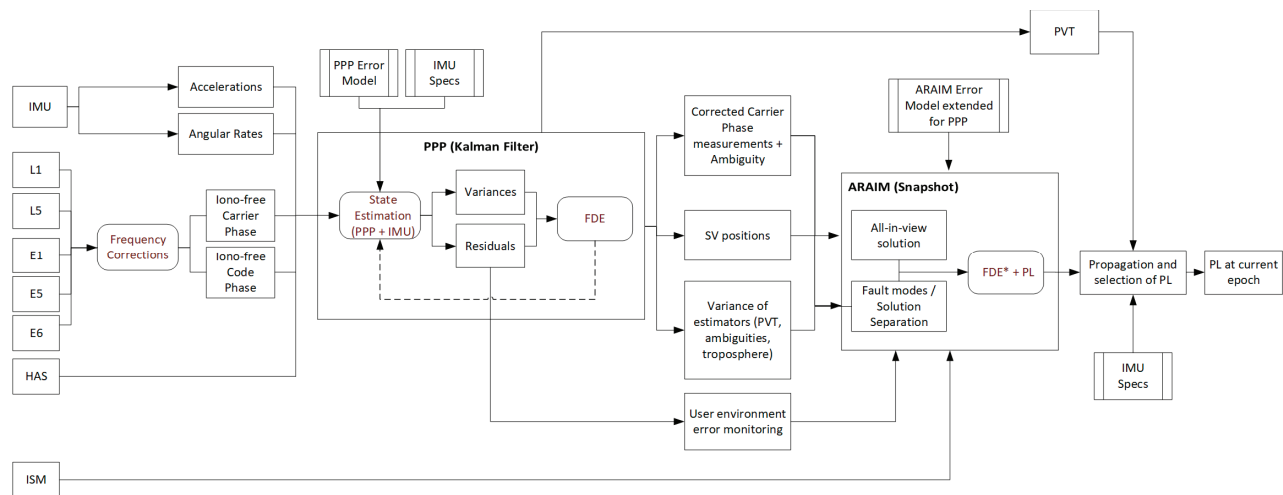 IMU
L1
L5
E1
E5
E6
HAS
ISM
Accelerations
Angular Rates
Frequency
Corrections
Iono-free
Carrier
Phase
Iono-free
Code
Phase
PPP Error
Model
IMU
Specs
PPP (Kalman Filter)
State
Estimation
(PPP + IMU)
Variances
Residuals
FDE
Corrected Carrier
Phase
measurements +
Ambiguity
SV positions
Variance of
estimators (PVT,
ambiguities,
troposphere)
User environment
error monitoring
PVT
ARAIM Error
Model extended
for PPP
ARAIM (Snapshot)
All-in-view
solution
Fault modes /
Solution
Separation
FDE* + PL
Propagation and
selection of PL
PL at current
epoch
IMU
Specs